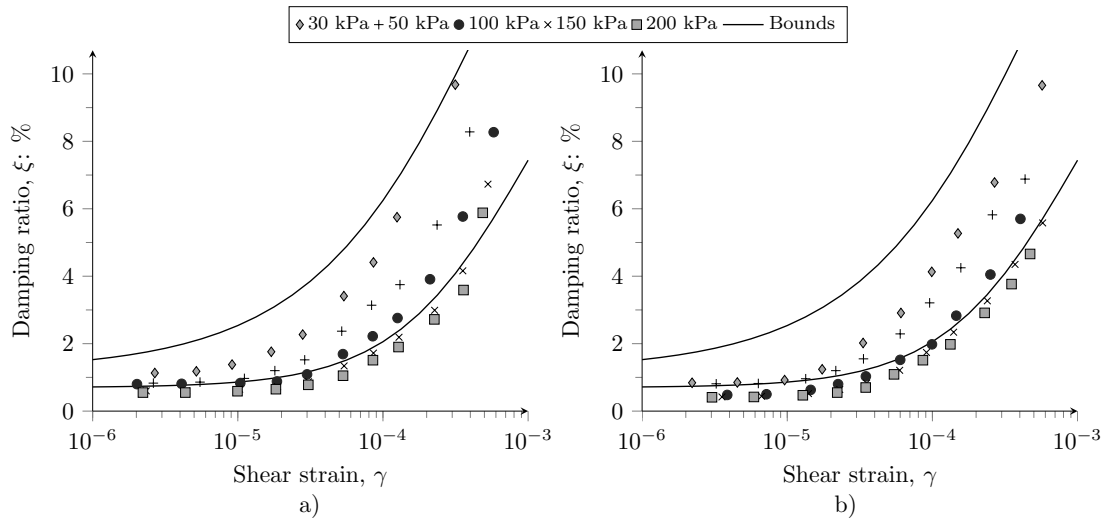 30 kPa 50 kPa 100 kPa 150 kPa 200 kPa Bounds
Damping ratio, ξ: %
10
8
6
4
2
0
10⁻⁶ 10⁻⁵ 10⁻⁴ 10⁻³
Shear strain, γ
a)
Damping ratio, ξ: %
10
8
6
4
2
0
10⁻⁶ 10⁻⁵ 10⁻⁴ 10⁻³
Shear strain, γ
b)